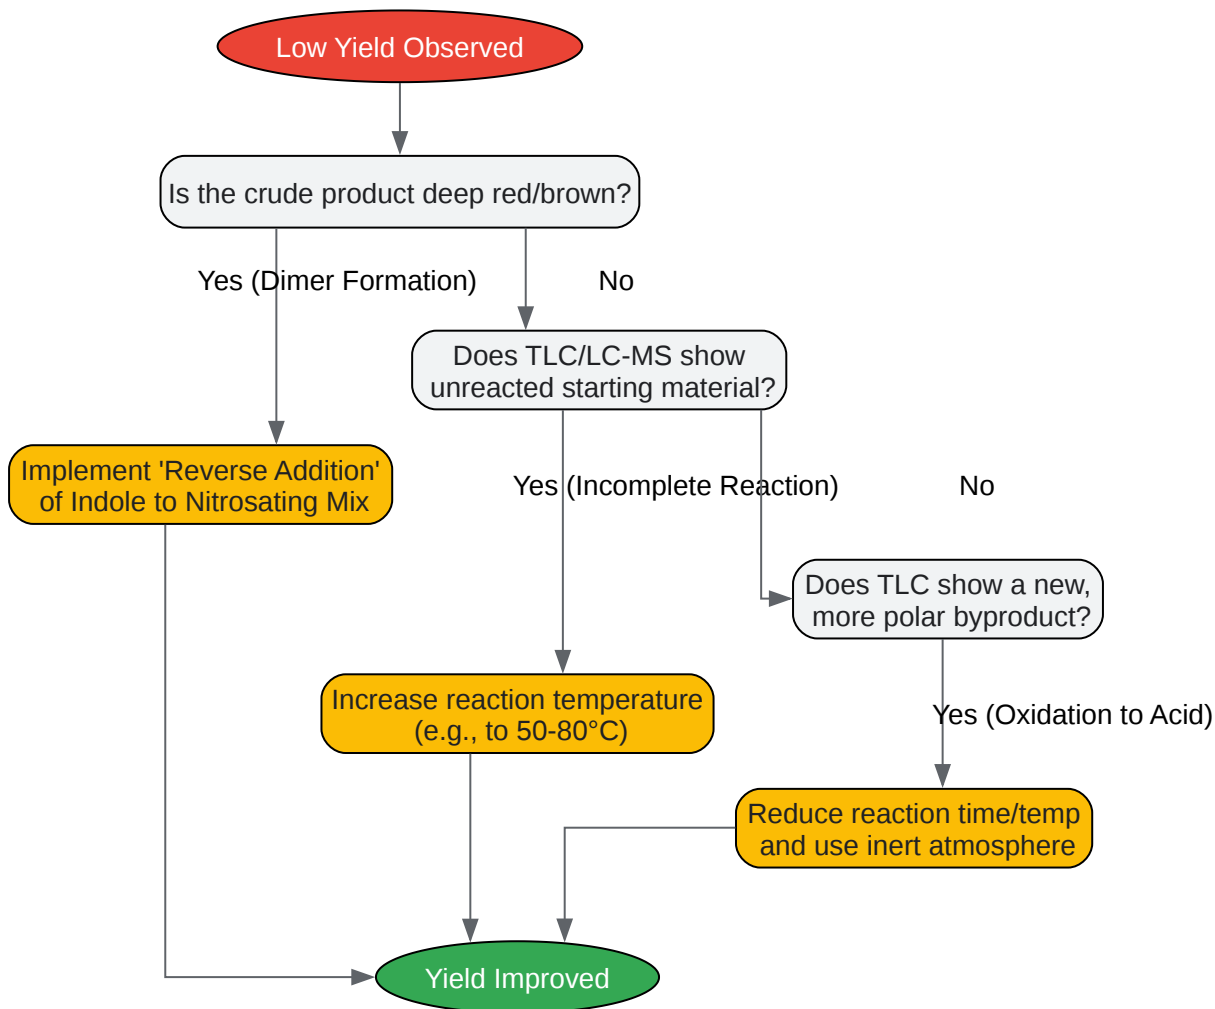 Low Yield Observed
Is the crude product deep red/brown?
Yes (Dimer Formation)
No
Does TLC/LC-MS show
unreacted starting material?
Implement 'Reverse Addition'
of Indole to Nitrosating Mix
Yes (Incomplete Reaction)
No
Does TLC show a new,
more polar byproduct?
Increase reaction temperature
(e.g., to 50-80°C)
Yes (Oxidation to Acid)
Reduce reaction time/temp
and use inert atmosphere
Yield Improved